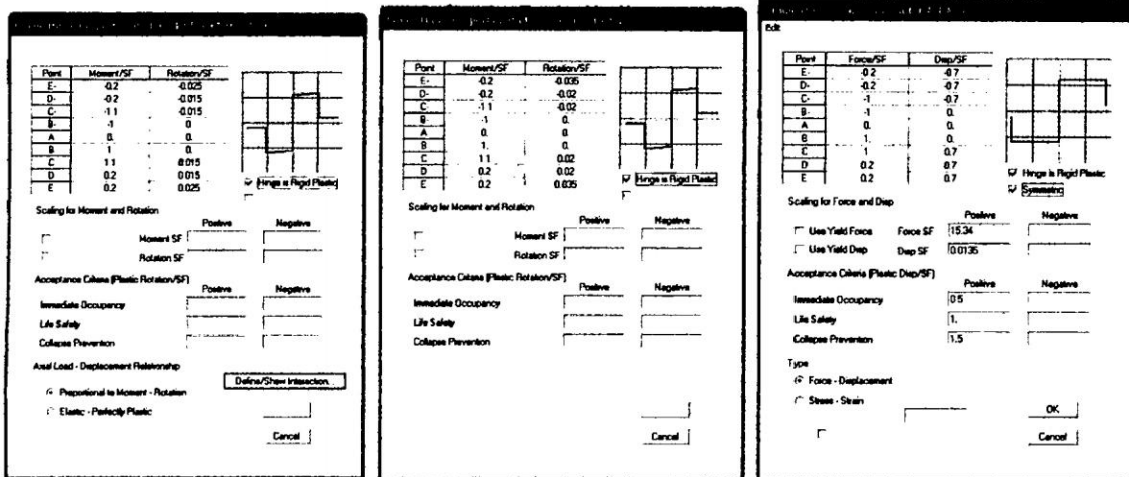 Point Moment/SF Rotation/SF
E- -0.2 -0.025
D- -0.2 -0.015
C- -1.1 -0.015
B- -1 0.
A 0. 0.
B 1. 0.
C 1.1 0.015
D 0.2 0.015
E 0.2 0.025
Hinge is Rigid Plastic
Scaling for Moment and Rotation
Positive Negative
Moment SF
Rotation SF
Acceptance Criteria (Plastic Rotation/SF)
Positive Negative
Immediate Occupancy
Life Safety
Collapse Prevention
Axial Load - Displacement Relationship
Proportional to Moment - Rotation
Elastic - Perfectly Plastic
Define/Show Interaction...
Cancel
Point Moment/SF Rotation/SF
E- -0.2 -0.035
D- -0.2 -0.02
C- -1.1 -0.02
B- -1 0.
A 0. 0.
B 1. 0.
C 1.1 0.02
D 0.2 0.02
E 0.2 0.035
Hinge is Rigid Plastic
Scaling for Moment and Rotation
Positive Negative
Moment SF
Rotation SF
Acceptance Criteria (Plastic Rotation/SF)
Positive Negative
Immediate Occupancy
Life Safety
Collapse Prevention
Cancel
Edit
Point Force/SF Disp/SF
E- -0.2 -0.7
D- -0.2 -0.7
C- -1 -0.7
B- -1 0.
A 0. 0.
B 1. 0.
C 1 0.7
D 0.2 0.7
E 0.2 0.7
Hinge is Rigid Plastic
Symmetric
Scaling for Force and Disp
Positive Negative
Use Yield Force Force SF 15.34
Use Yield Disp Disp SF 0.0135
Acceptance Criteria (Plastic Disp/SF)
Positive Negative
Immediate Occupancy 0.5
Life Safety 1.
Collapse Prevention 1.5
Type
Force - Displacement
Stress - Strain
OK
Cancel